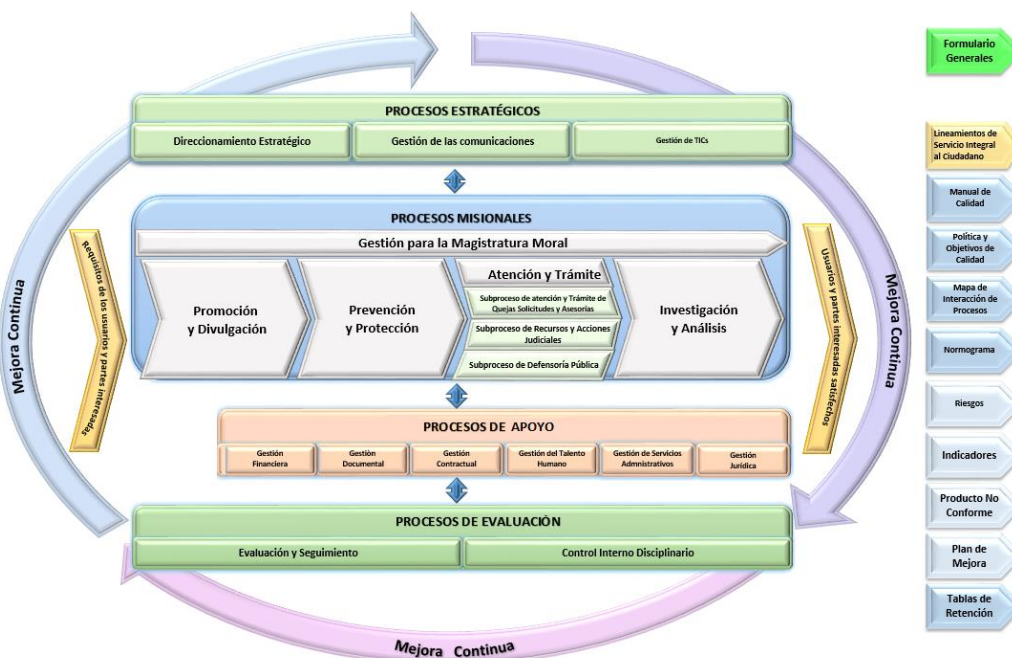 PROCESOS ESTRATÉGICOS
Direccionamiento Estratégico
Gestión de las comunicaciones
Gestión de TICs
PROCESOS MISIONALES
Gestión para la Magistratura Moral
Promoción
y Divulgación
Prevención
y Protección
Atención y Trámite
Subproceso de atención y Trámite de
Quejas Solicitudes y Asesorías
Subproceso de Recursos y Acciones
Judiciales
Subproceso de Defensoría Pública
Investigación
y Análisis
PROCESOS DE APOYO
Gestión
Financiera
Gestión
Documental
Gestión
Contractual
Gestión del Talento
Humano
Gestión de Servicios
Admnistrativos
Gestión
Jurídica
PROCESOS DE EVALUACIÓN
Evaluación y Seguimiento
Control Interno Disciplinario
Mejora Continua
Requisitos de los usuarios y partes interesadas
Usuarios y partes interesadas satisfechos
Mejora Continua
Mejora Continua
Formulario
Generales
Lineamientos de
Servicio Integral
al Ciudadano
Manual de
Calidad
Política y
Objetivos de
Calidad
Mapa de
Interacción de
Procesos
Normograma
Riesgos
Indicadores
Producto No
Conforme
Plan de
Mejora
Tablas de
Retención